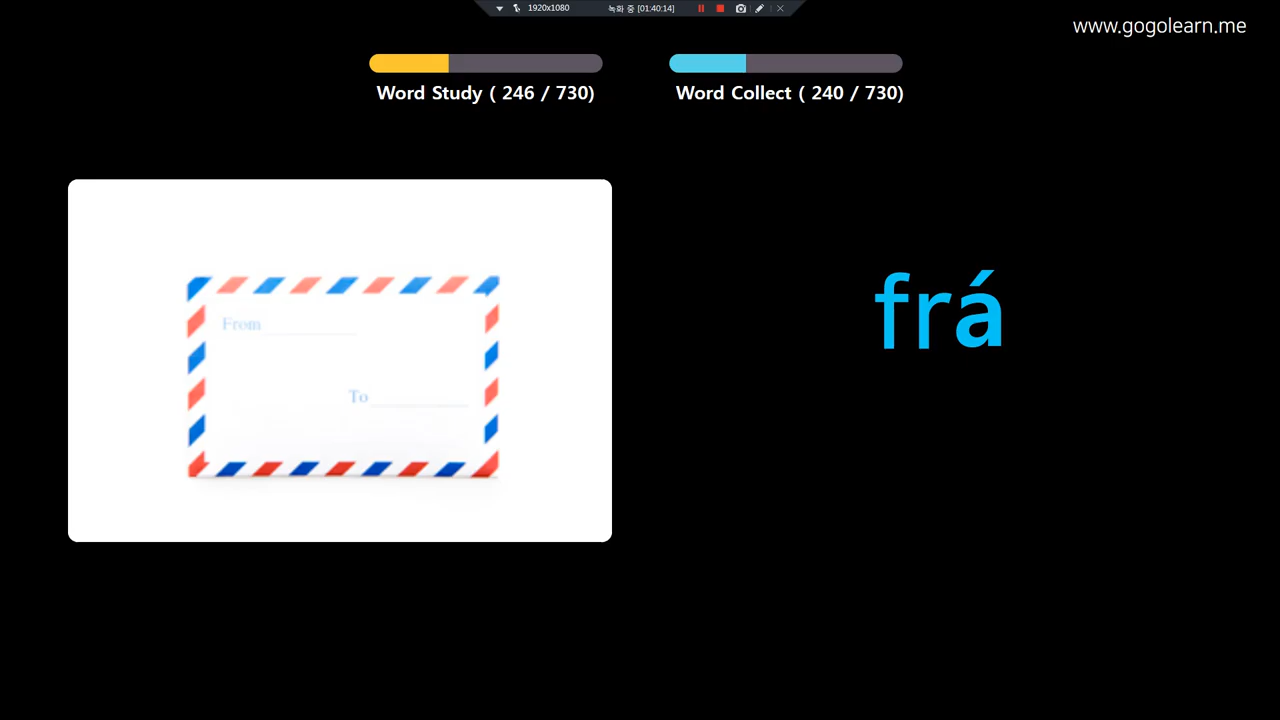 1920x1080 녹화 중 [01:40:14]
www.gogolearn.me
Word Study ( 246 / 730)
Word Collect ( 240 / 730)
From
To
frá